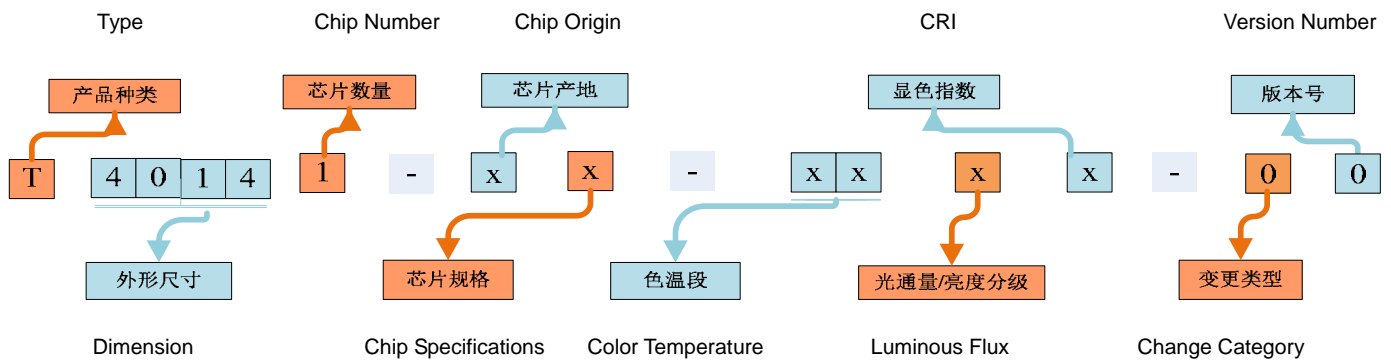 Type Chip Number Chip Origin CRI Version Number
产品种类 芯片数量 芯片产地 显色指数 版本号
T 4 0 1 4 1 - x x - x x x x - 0 0
外形尺寸 芯片规格 色温段 光通量/亮度分级 变更类型
Dimension Chip Specifications Color Temperature Luminous Flux Change Category